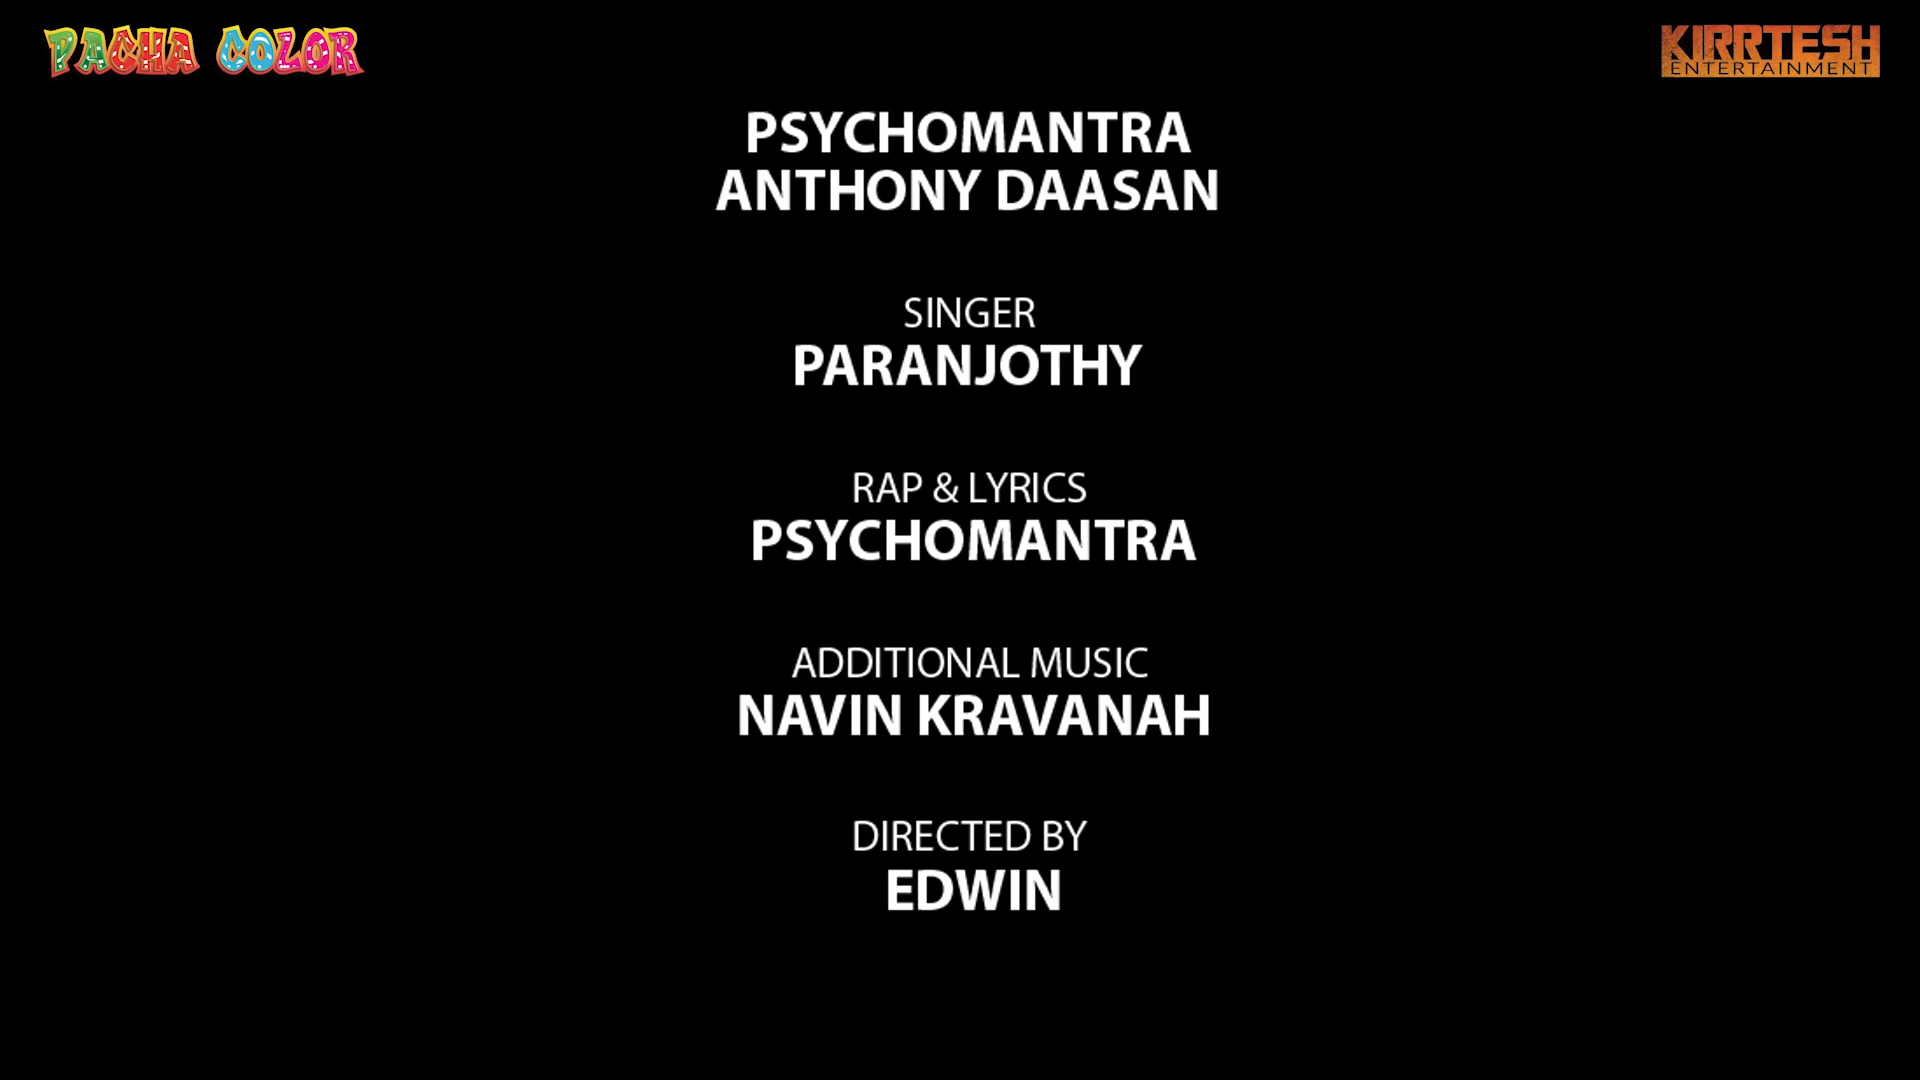 PACHA COLOR
KIRRTESH
ENTERTAINMENT
PSYCHOMANTRA
ANTHONY DAASAN
SINGER
PARANJOTHY
RAP & LYRICS
PSYCHOMANTRA
ADDITIONAL MUSIC
NAVIN KRAVANAH
DIRECTED BY
EDWIN